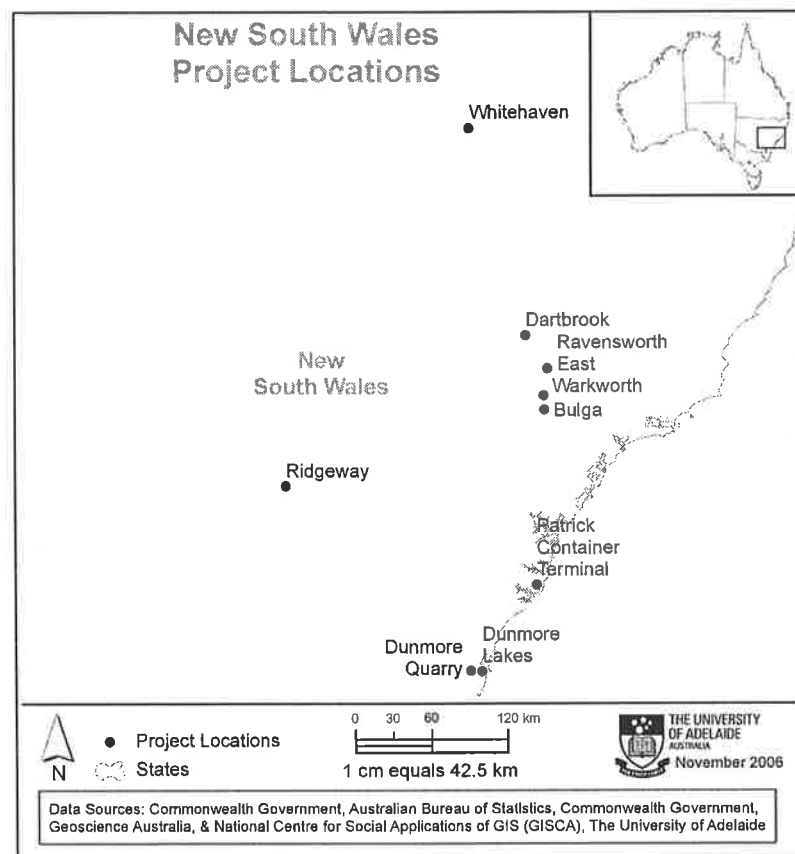 New South Wales
Project Locations
Whitehaven
Dartbrook
Ravensworth
East
Warkworth
Bulga
New
South Wales
Ridgeway
Patrick
Container
Terminal
Dunmore
Quarry
Dunmore
Lakes
N
Project Locations
States
0 30 60 120 km
1 cm equals 42.5 km
THE UNIVERSITY
OF ADELAIDE
AUSTRALIA
November 2006
Data Sources: Commonwealth Government, Australian Bureau of Statistics, Commonwealth Government,
Geoscience Australia, & National Centre for Social Applications of GIS (GISCA), The University of Adelaide